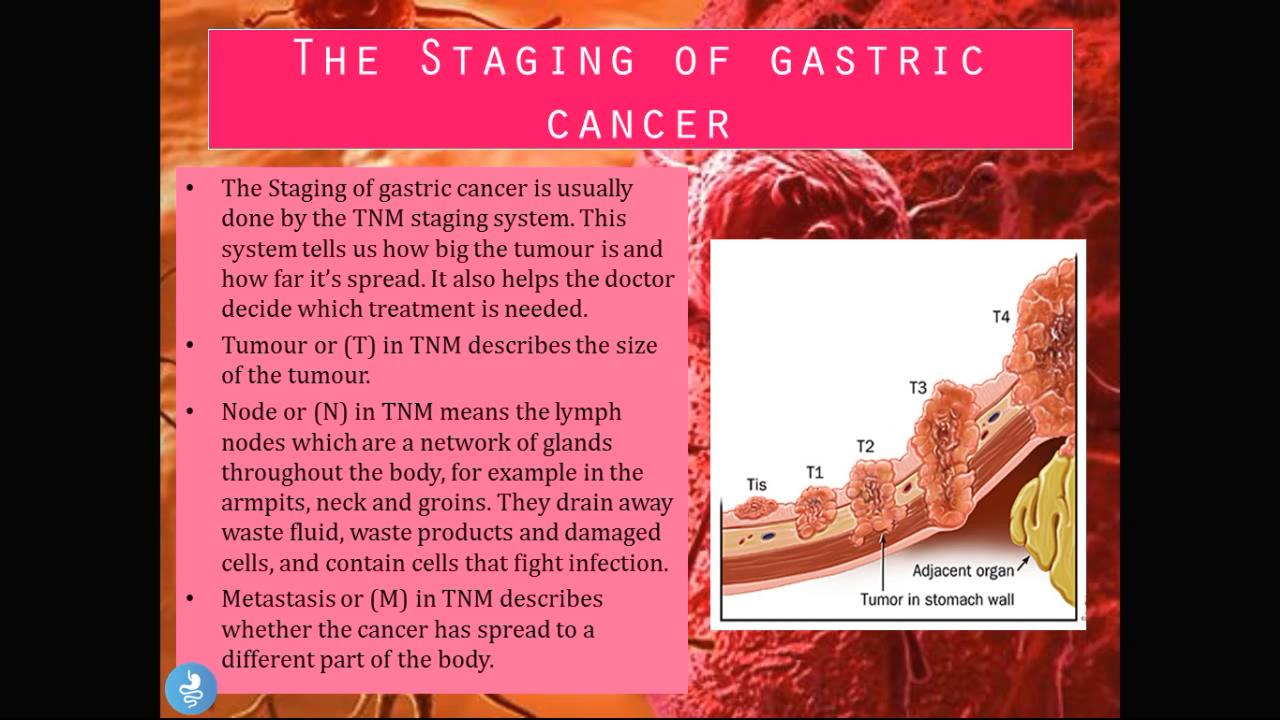 The Staging of gastric
cancer
• The Staging of gastric cancer is usually
done by the TNM staging system. This
system tells us how big the tumour is and
how far it’s spread. It also helps the doctor
decide which treatment is needed.
• Tumour or (T) in TNM describes the size
of the tumour.
• Node or (N) in TNM means the lymph
nodes which are a network of glands
throughout the body, for example in the
armpits, neck and groins. They drain away
waste fluid, waste products and damaged
cells, and contain cells that fight infection.
• Metastasis or (M) in TNM describes
whether the cancer has spread to a
different part of the body.
T4
T3
T2
T1
Tis
Adjacent organ
Tumor in stomach wall